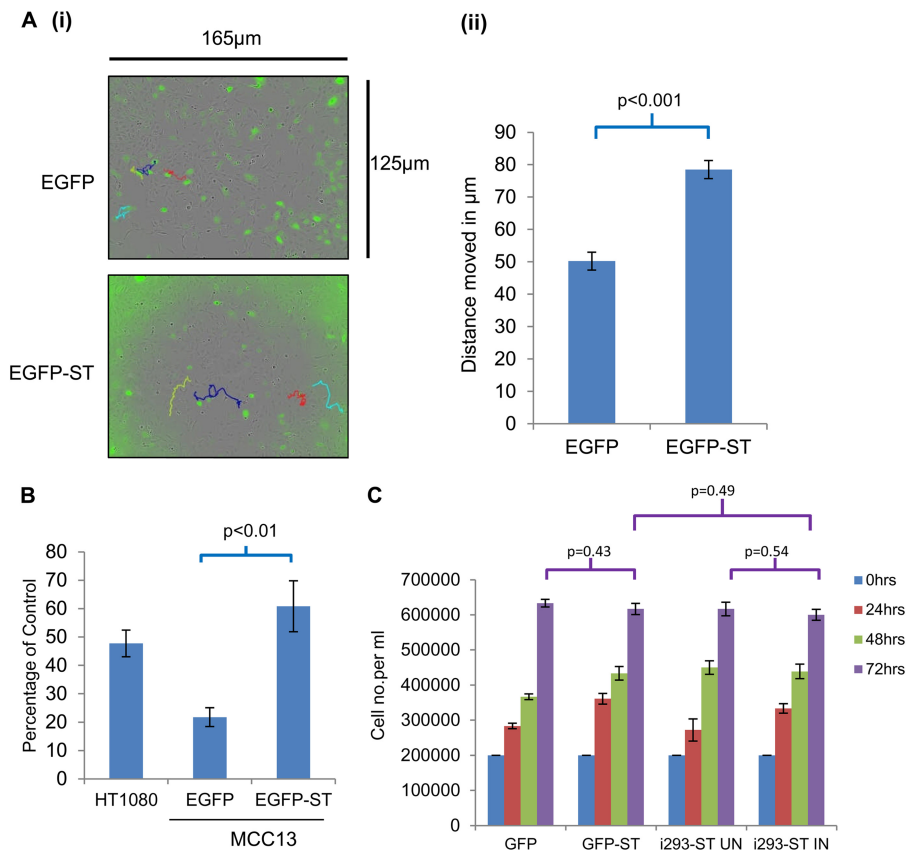 A (i)
165µm
EGFP
125µm
EGFP-ST
(ii)
p<0.001
Distance moved in µm
90
80
70
60
50
40
30
20
10
0
EGFP
EGFP-ST
B
p<0.01
Percentage of Control
80
70
60
50
40
30
20
10
0
HT1080
EGFP
EGFP-ST
MCC13
C
p=0.49
p=0.43
p=0.54
Cell no.per ml
700000
600000
500000
400000
300000
200000
100000
0
GFP
GFP-ST
i293-ST UN
i293-ST IN
0hrs
24hrs
48hrs
72hrs